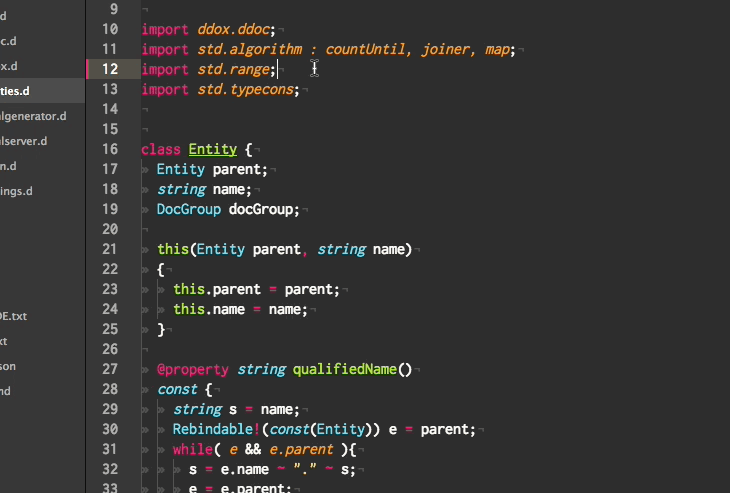 9
d
10 import ddox.ddoc;
c.d
11 import std.algorithm : countUntil, joiner, map;
x.d
12 import std.range;
ties.d
13 import std.typecons;
14
algenerator.d
15
lserver.d
16 class Entity {
n.d
17 » Entity parent;
ings.d
18 » string name;
19 » DocGroup docGroup;
20
21 » this(Entity parent, string name)
22 » {
23 » » this.parent = parent;
DE.txt
24 » » this.name = name;
xt
25 » }
son
26
27 » @property string qualifiedName()
nd
28 » const {
29 » » string s = name;
30 » » Rebindable!(const(Entity)) e = parent;
31 » » while( e && e.parent ){
32 » » » s = e.name ~ "." ~ s;
33 » » » e = e.parent;